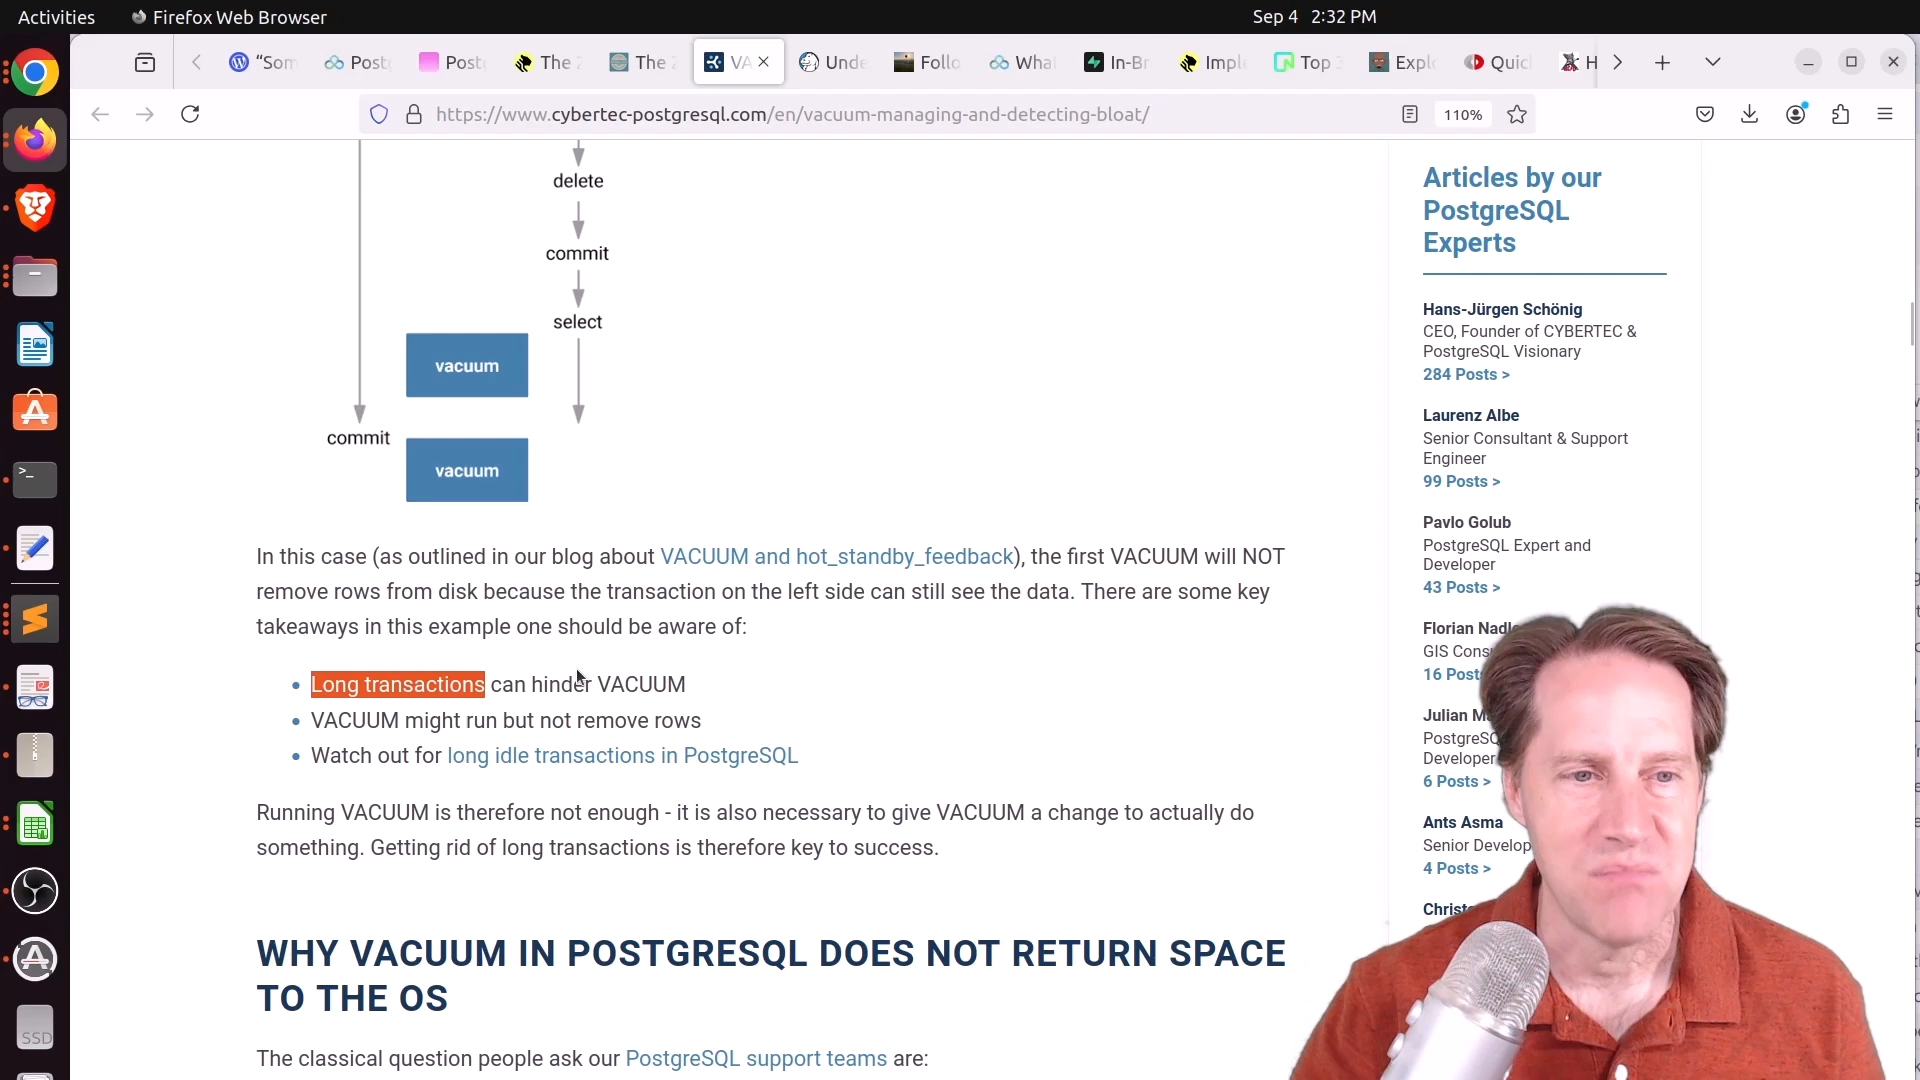 Activities
Firefox Web Browser
Sep 4 2:32 PM
“Som
Postg
Postg
The 2
The 2
VA
Unde
Follo
What
In-Br
Imple
Top
Explo
Quic
H
https://www.cybertec-postgresql.com/en/vacuum-managing-and-detecting-bloat/
110%
delete
commit
select
vacuum
commit
vacuum
In this case (as outlined in our blog about VACUUM and hot_standby_feedback), the first VACUUM will NOT
remove rows from disk because the transaction on the left side can still see the data. There are some key
takeaways in this example one should be aware of:
• Long transactions can hinder VACUUM
• VACUUM might run but not remove rows
• Watch out for long idle transactions in PostgreSQL
Running VACUUM is therefore not enough - it is also necessary to give VACUUM a change to actually do
something. Getting rid of long transactions is therefore key to success.
WHY VACUUM IN POSTGRESQL DOES NOT RETURN SPACE
TO THE OS
The classical question people ask our PostgreSQL support teams are:
Articles by our
PostgreSQL
Experts
Hans-Jürgen Schönig
CEO, Founder of CYBERTEC &
PostgreSQL Visionary
284 Posts >
Laurenz Albe
Senior Consultant & Support
Engineer
99 Posts >
Pavlo Golub
PostgreSQL Expert and
Developer
43 Posts >
Florian Nadl
GIS Cons
16 Post
Julian M
PostgreSQ
Developer
6 Posts >
Ants Asma
Senior Develop
4 Posts >
Christo
SSD